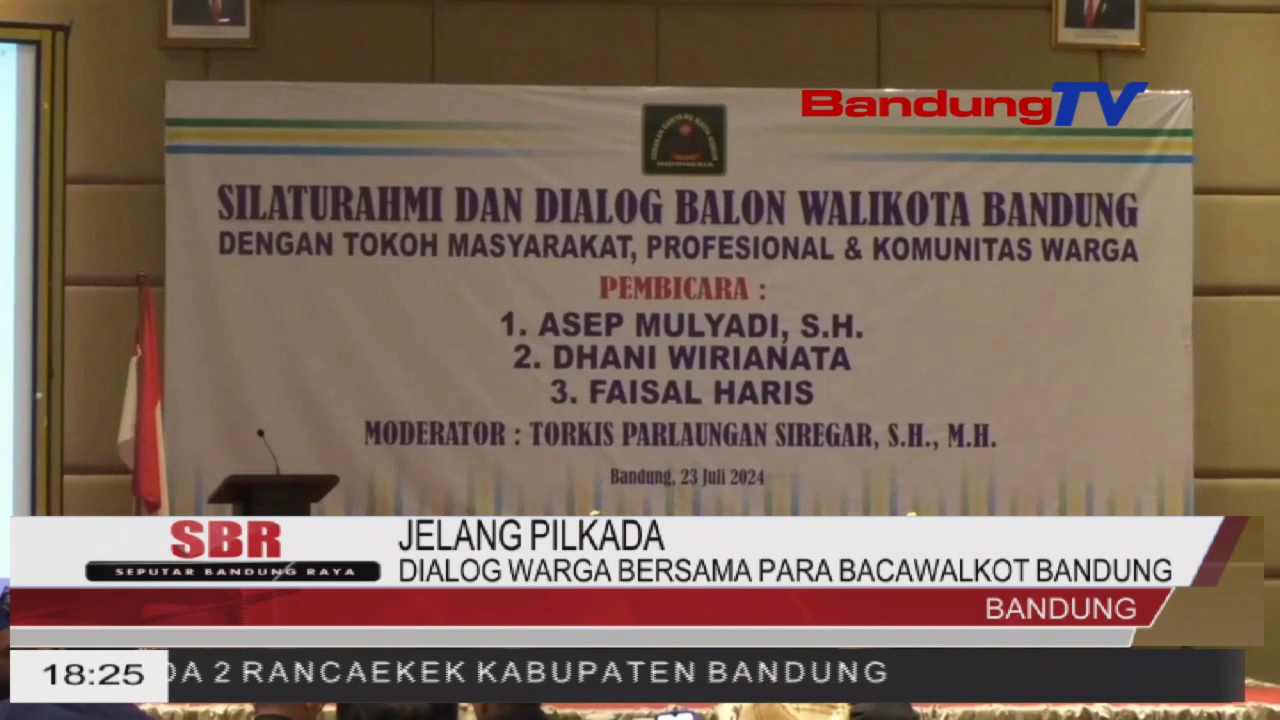 BandungTV
INDONESIA
SILATURAHMI DAN DIALOG BALON WALIKOTA BANDUNG
DENGAN TOKOH MASYARAKAT, PROFESIONAL & KOMUNITAS WARGA
PEMBICARA :
1. ASEP MULYADI, S.H.
2. DHANI WIRIANATA
3. FAISAL HARIS
MODERATOR : TORKIS PARLAUNGAN SIREGAR, S.H., M.H.
Bandung, 23 Juli 2024
SBR
SEPUTAR BANDUNG RAYA
JELANG PILKADA
DIALOG WARGA BERSAMA PARA BACAWALKOT BANDUNG
BANDUNG
18:25
DA 2 RANCAEKEK KABUPATEN BANDUNG